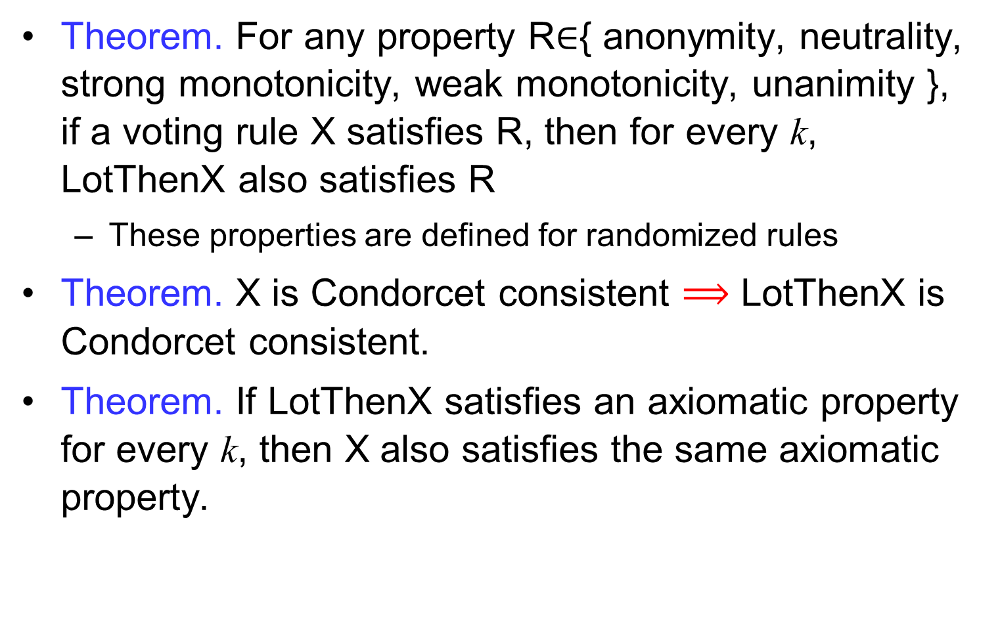 • Theorem. For any property R∈{ anonymity, neutrality,
strong monotonicity, weak monotonicity, unanimity },
if a voting rule X satisfies R, then for every k,
LotThenX also satisfies R
– These properties are defined for randomized rules
• Theorem. X is Condorcet consistent ⟹ LotThenX is
Condorcet consistent.
• Theorem. If LotThenX satisfies an axiomatic property
for every k, then X also satisfies the same axiomatic
property.